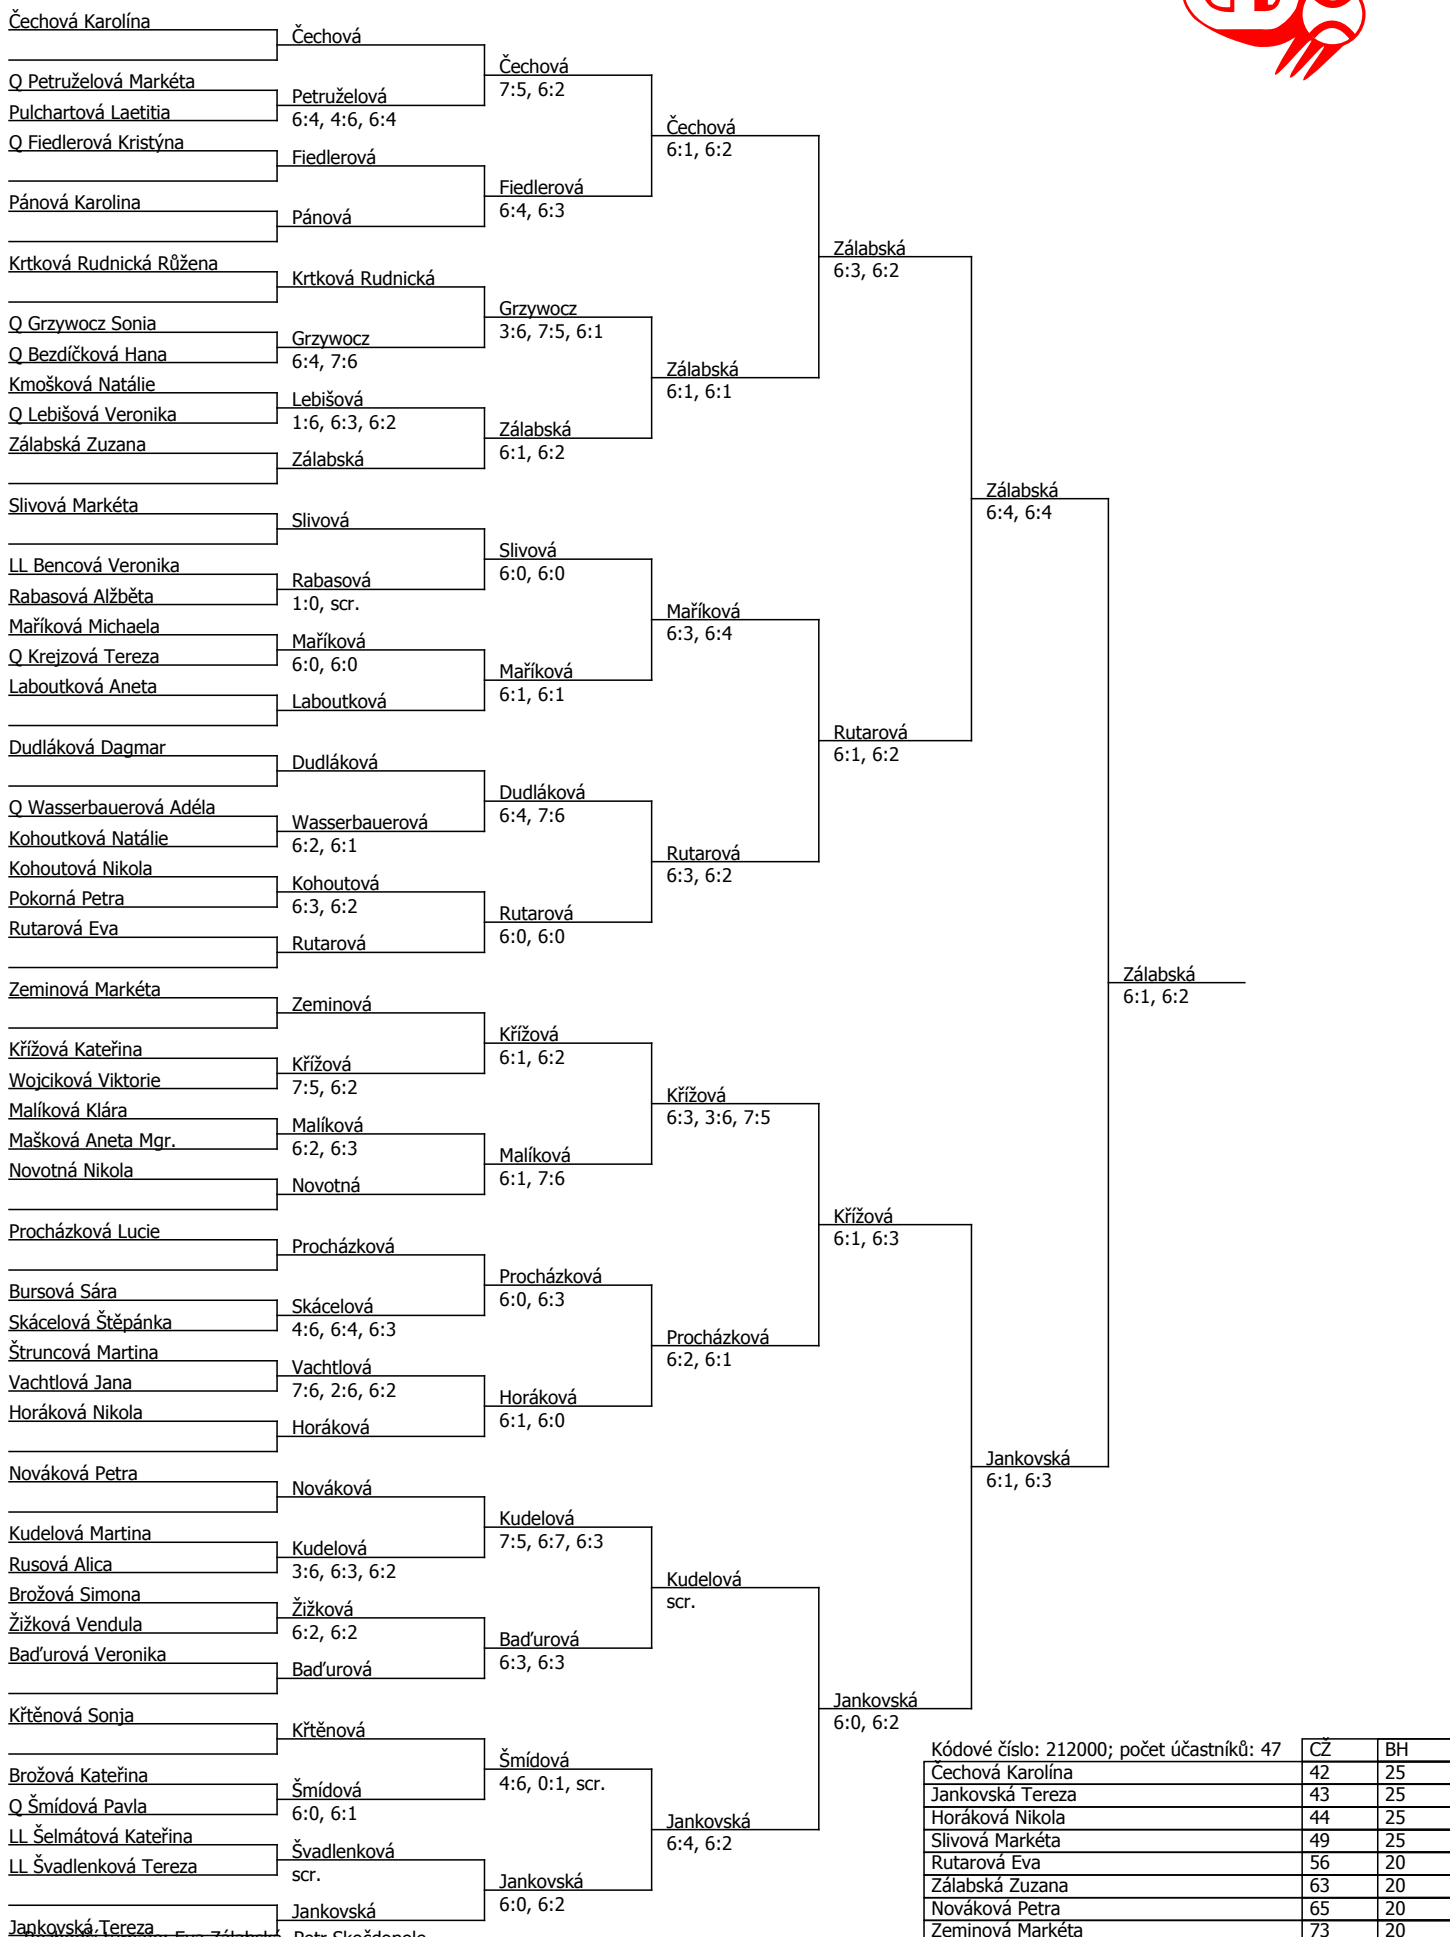 Čechová Karolína
Q Petruželová Markéta
Pulchartová Laetitia
Q Fiedlerová Kristýna
Pánová Karolina
Krtková Rudnická Růžena
Q Grzywocz Sonia
Q Bezdíčková Hana
Kmošková Natálie
Q Lebišová Veronika
Zálabská Zuzana
Slivová Markéta
LL Bencová Veronika
Rabasová Alžběta
Maříková Michaela
Q Krejzová Tereza
Laboutková Aneta
Dudláková Dagmar
Q Wasserbauerová Adéla
Kohoutková Natálie
Kohoutová Nikola
Pokorná Petra
Rutarová Eva
Zeminová Markéta
Křížová Kateřina
Wojciková Viktorie
Malíková Klára
Mašková Aneta Mgr.
Novotná Nikola
Procházková Lucie
Bursová Sára
Skácelová Štěpánka
Štruncová Martina
Vachtlová Jana
Horáková Nikola
Nováková Petra
Kudelová Martina
Rusová Alica
Brožová Simona
Žižková Vendula
Baďurová Veronika
Křtěnová Sonja
Brožová Kateřina
Q Šmídová Pavla
LL Šelmátová Kateřina
LL Švadlenková Tereza
Jankovská Tereza
Čechová
Petruželová
6:4, 4:6, 6:4
Fiedlerová
Pánová
Krtková Rudnická
Grzywocz
6:4, 7:6
Lebišová
1:6, 6:3, 6:2
Zálabská
Slivová
Rabasová
1:0, scr.
Maříková
6:0, 6:0
Laboutková
Dudláková
Wasserbauerová
6:2, 6:1
Kohoutová
6:3, 6:2
Rutarová
Zeminová
Křížová
7:5, 6:2
Malíková
6:2, 6:3
Novotná
Procházková
Skácelová
4:6, 6:4, 6:3
Vachtlová
7:6, 2:6, 6:2
Horáková
Nováková
Kudelová
3:6, 6:3, 6:2
Žižková
6:2, 6:2
Baďurová
Křtěnová
Šmídová
6:0, 6:1
Švadlenková
scr.
Jankovská
Čechová
7:5, 6:2
Fiedlerová
6:4, 6:3
Grzywocz
3:6, 7:5, 6:1
Zálabská
6:1, 6:2
Slivová
6:0, 6:0
Maříková
6:1, 6:1
Dudláková
6:4, 7:6
Rutarová
6:0, 6:0
Křížová
6:1, 6:2
Malíková
6:1, 7:6
Procházková
6:0, 6:3
Horáková
6:1, 6:0
Kudelová
7:5, 6:7, 6:3
Baďurová
6:3, 6:3
Šmídová
4:6, 0:1, scr.
Jankovská
6:0, 6:2
Čechová
6:1, 6:2
Zálabská
6:1, 6:1
Maříková
6:3, 6:4
Rutarová
6:3, 6:2
Křížová
6:3, 3:6, 7:5
Procházková
6:2, 6:1
Kudelová
scr.
Jankovská
6:4, 6:2
Zálabská
6:3, 6:2
Rutarová
6:1, 6:2
Křížová
6:1, 6:3
Jankovská
6:0, 6:2
Zálabská
6:4, 6:4
Jankovská
6:1, 6:3
Zálabská
6:1, 6:2
Kódové číslo: 212000; počet účastníků: 47 CŽ BH
Čechová Karolína 42 25
Jankovská Tereza 43 25
Horáková Nikola 44 25
Slivová Markéta 49 25
Rutarová Eva 56 20
Zálabská Zuzana 63 20
Nováková Petra 65 20
Zeminová Markéta 73 20